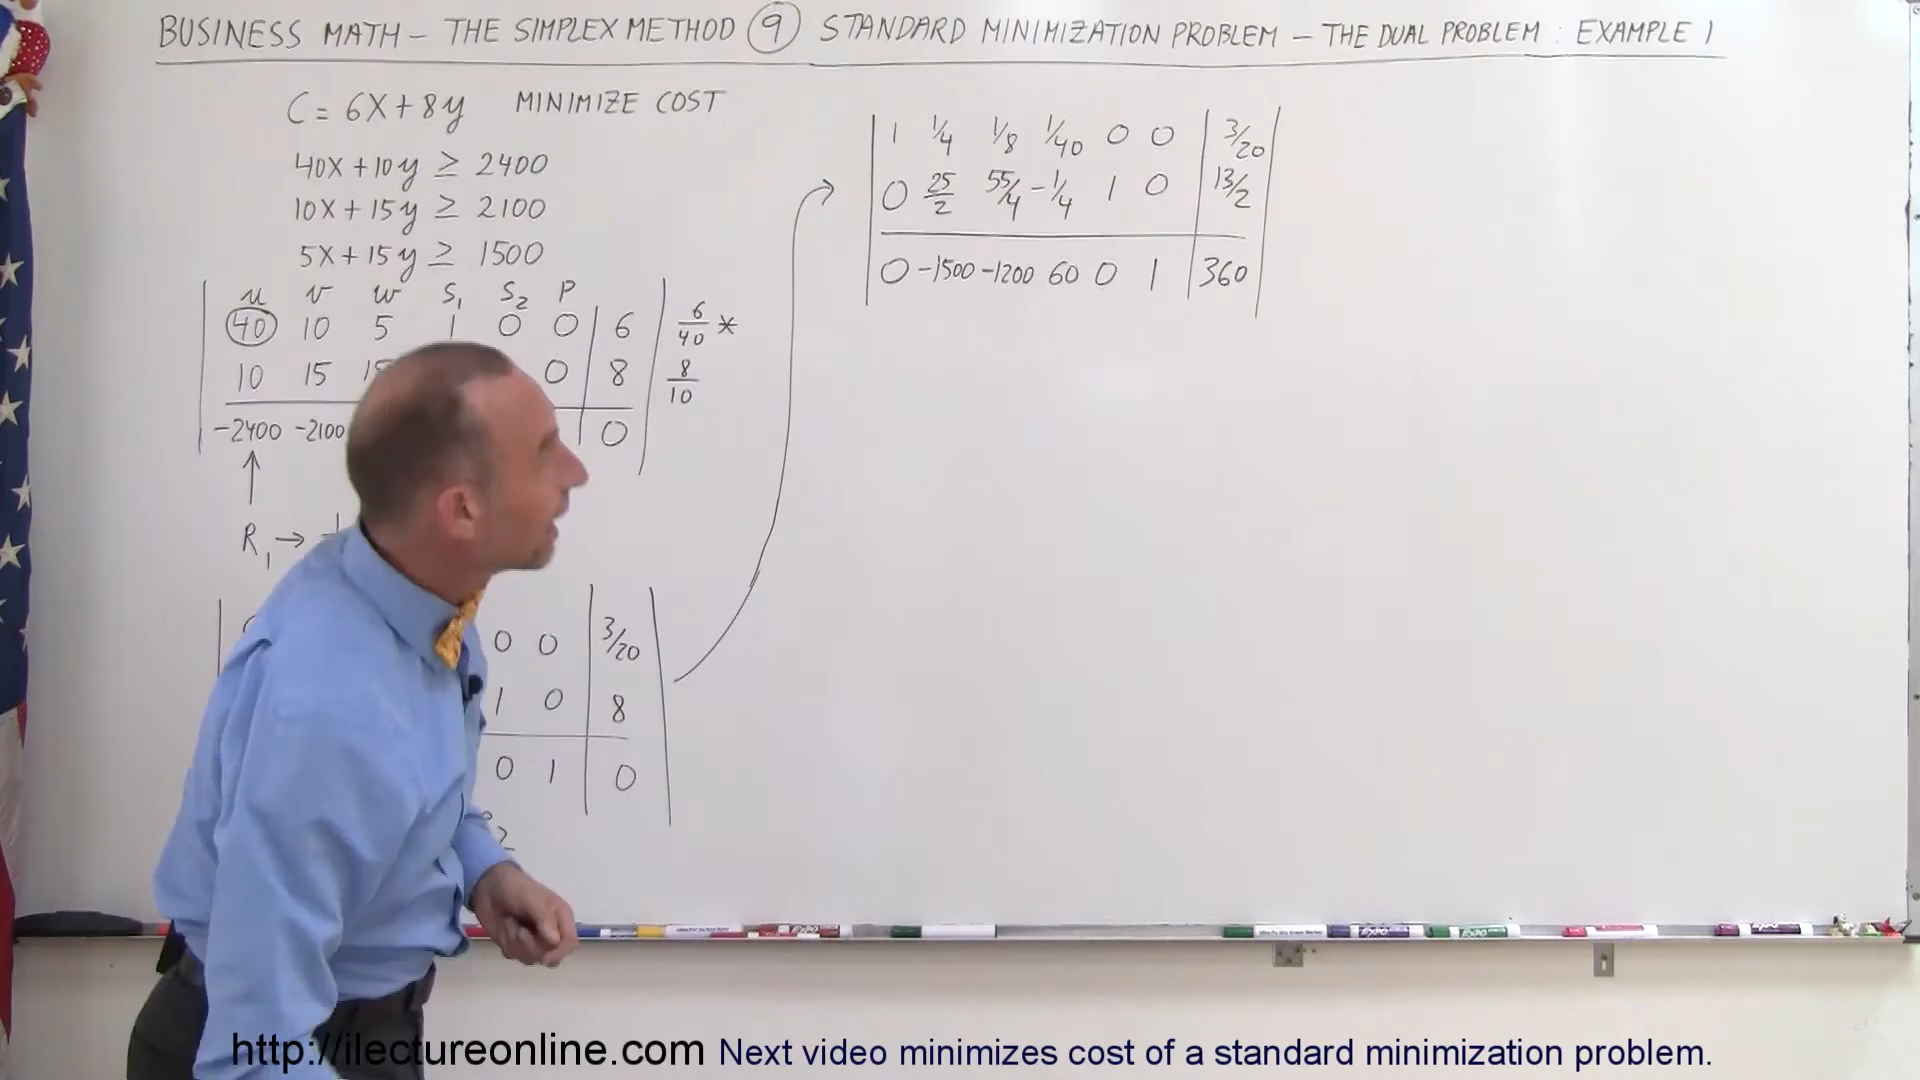 BUSINESS MATH - THE SIMPLEX METHOD 9 STANDARD MINIMIZATION PROBLEM - THE DUAL PROBLEM : EXAMPLE 1
C = 6X + 8y MINIMIZE COST
40X + 10y ≥ 2400
10X + 15y ≥ 2100
5X + 15y ≥ 1500
u v w S1 S2 P
40 10 5 1 0 0 | 6 | 6/40 *
10 15 15 0 | 8 | 8/10
-2400 -2100 | 0
↑
R1 →
0 0 | 3/20
1 0 | 8
0 1 | 0
2
1 1/4 1/8 1/40 0 0 | 3/20
0 25/2 55/4 -1/4 1 0 | 13/2
0 -1500 -1200 60 0 1 | 360
EXPO
EXPO
EXPO
EXPO
http://ilectureonline.com Next video minimizes cost of a standard minimization problem.